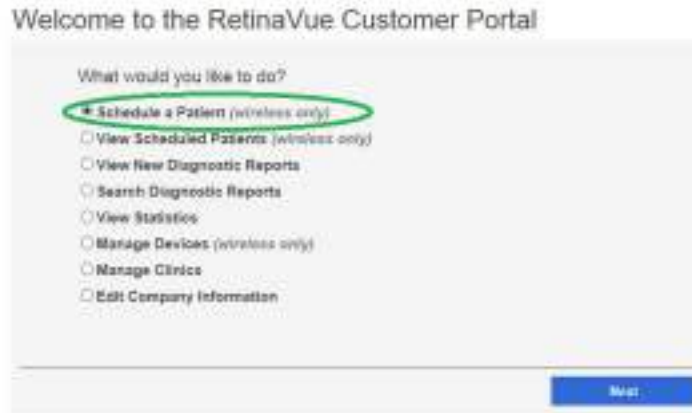 Welcome to the RetinaVue Customer Portal
What would you like to do?
Schedule a Patient (wireless only)
View Scheduled Patients (wireless only)
View New Diagnostic Reports
Search Diagnostic Reports
View Statistics
Manage Devices (wireless only)
Manage Clinics
Edit Company Information
Next